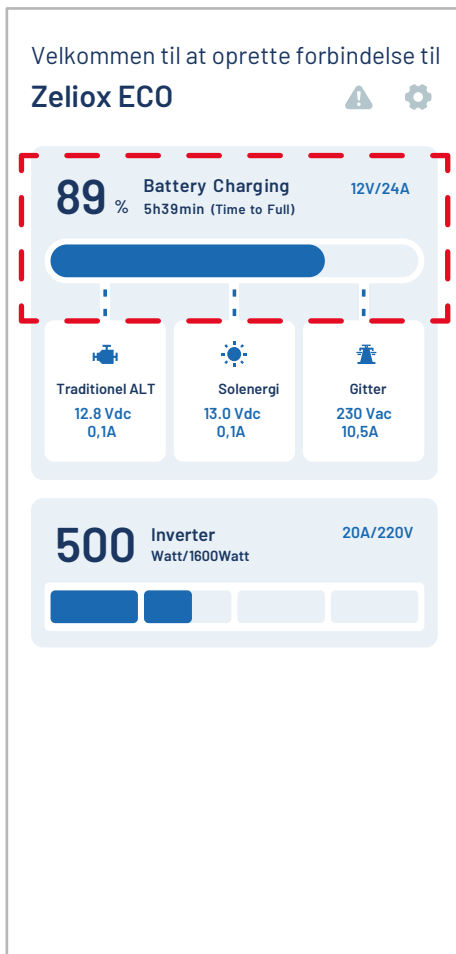 Velkommen til at oprette forbindelse til
Zeliox ECO
89 % Battery Charging 12V/24A
5h39min (Time to Full)
Traditionel ALT Solenergi Gitter
12.8 Vdc 13.0 Vdc 230 Vac
0,1A 0,1A 10,5A
500 Inverter 20A/220V
Watt/1600Watt